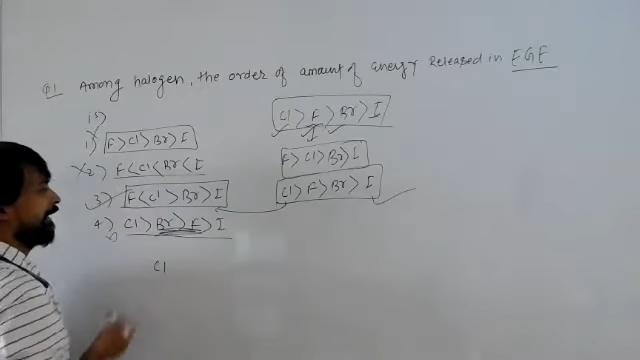 Q1 Among halogen, the order of amount of energy released in EGE
1) F>Cl>Br>I
2) F<Cl<Br<I
3) F<Cl>Br>I
4) Cl>Br>F>I
Cl
Cl>F>Br>I
I
F>Cl>Br>I
Cl>F>Br>I